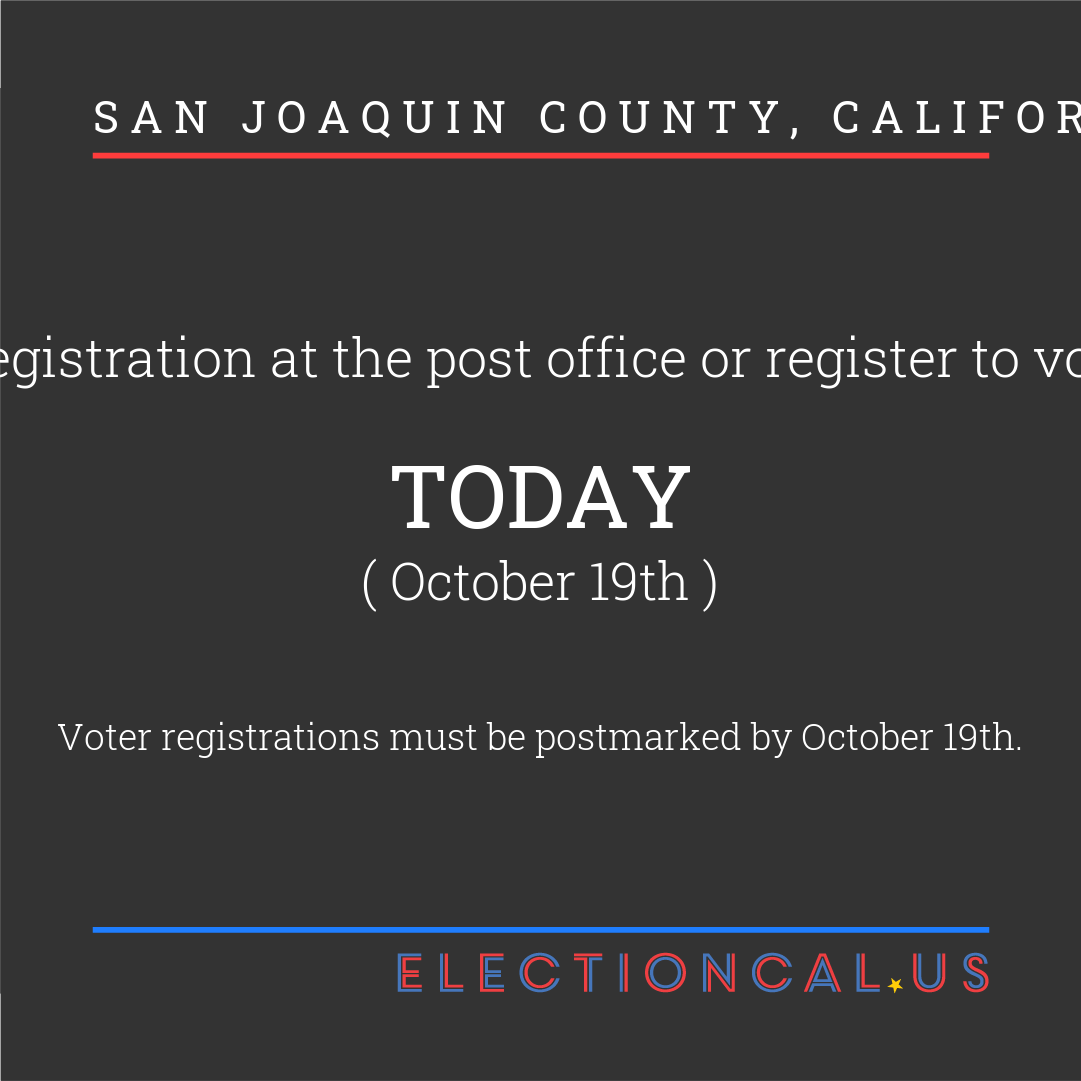 SAN JOAQUIN COUNTY, CALIFOR
egistration at the post office or register to vo
TODAY
( October 19th )
Voter registrations must be postmarked by October 19th.
ELECTIONCAL.US